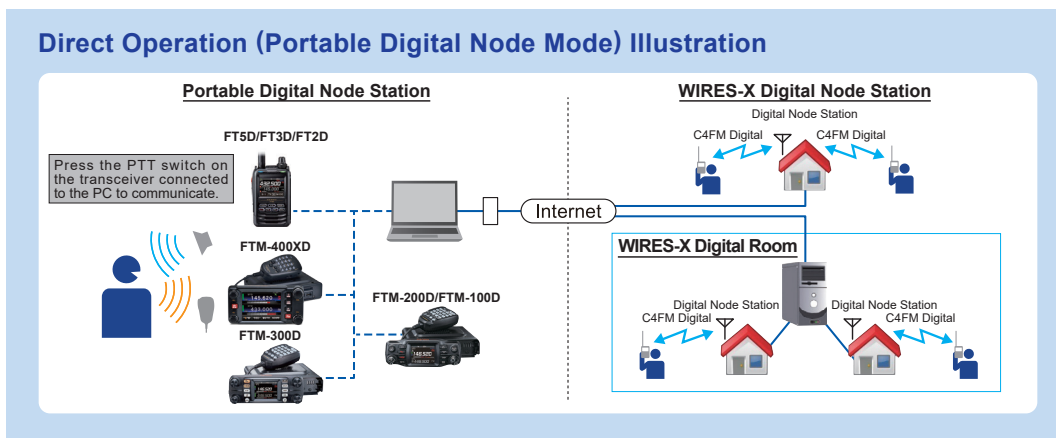 Direct Operation (Portable Digital Node Mode) Illustration
Portable Digital Node Station
FT5D/FT3D/FT2D
Press the PTT switch on
the transceiver connected
to the PC to communicate.
FTM-400XD
FTM-200D/FTM-100D
FTM-300D
Internet
WIRES-X Digital Node Station
Digital Node Station
C4FM Digital
C4FM Digital
WIRES-X Digital Room
Digital Node Station
C4FM Digital
Digital Node Station
C4FM Digital